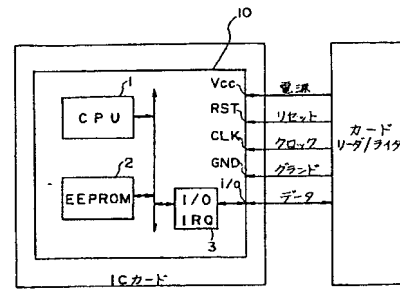 10
1
CPU
2
EEPROM
I/O
IRQ
3
Vcc
RST
CLK
GND
I/O
電源
リセット
クロック
グランド
データ
カード
リーダ/ライタ
ICカード